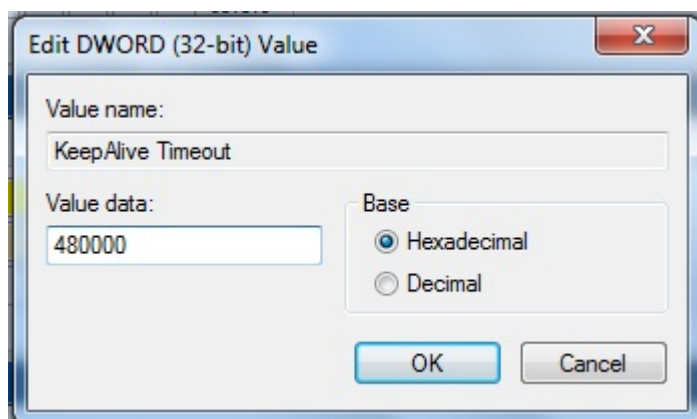 Edit DWORD (32-bit) Value
Value name:
KeepAlive Timeout
Value data:
480000
Base
Hexadecimal
Decimal
OK
Cancel